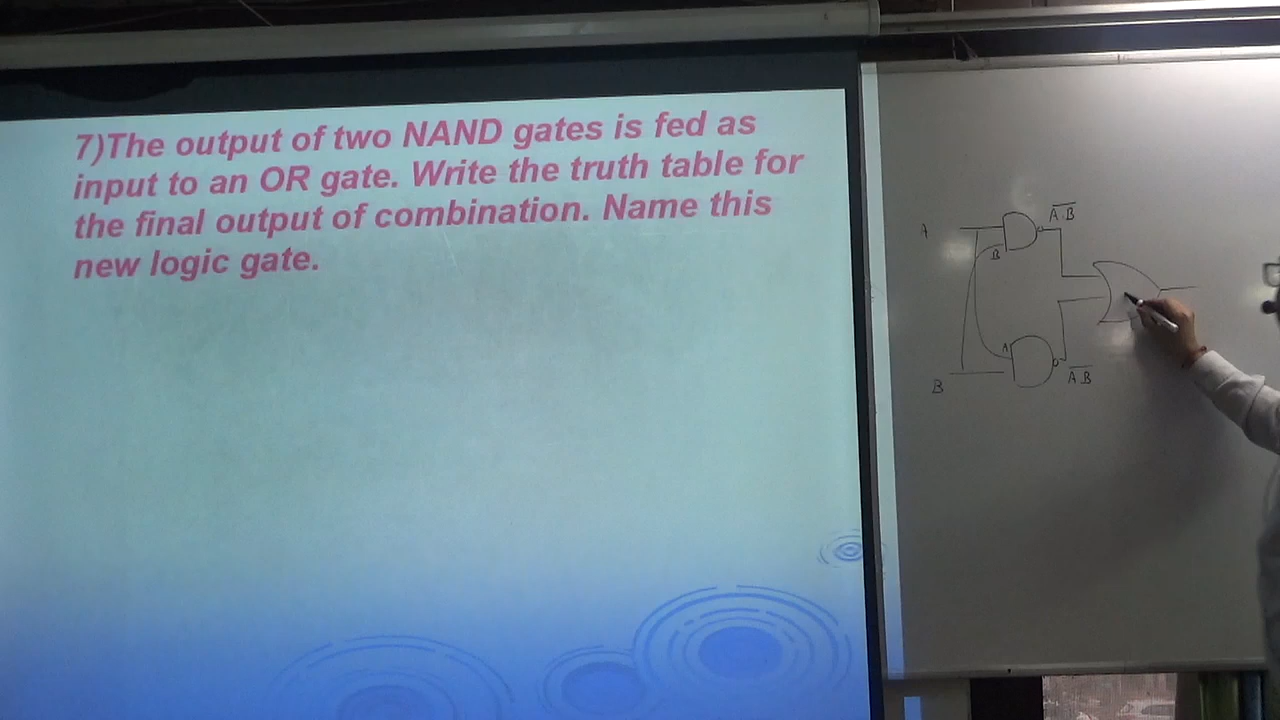 7)The output of two NAND gates is fed as
input to an OR gate. Write the truth table for
the final output of combination. Name this
new logic gate.
A
B
A̅·̅B̅
A
B
A̅ ̅B̅